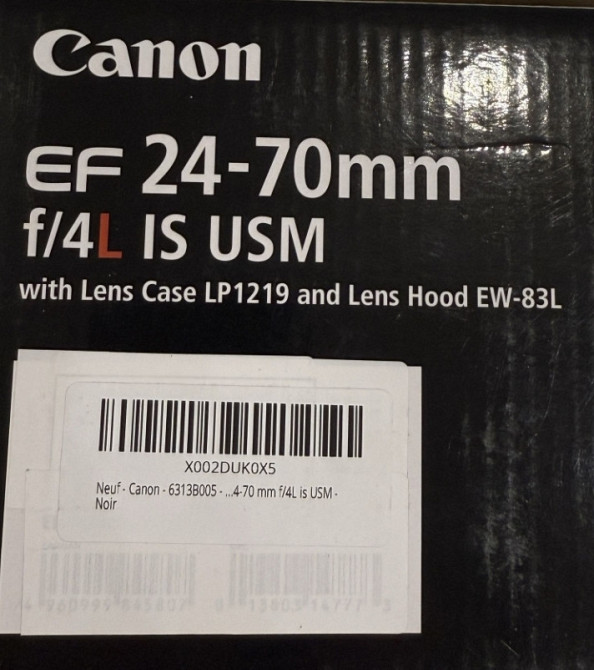 Canon
EF 24-70mm
f/4L IS USM
with Lens Case LP1219 and Lens Hood EW-83L
X002DUK0X5
Neuf - Canon - 6313B005 - ...4-70 mm f/4L is USM -
Noir